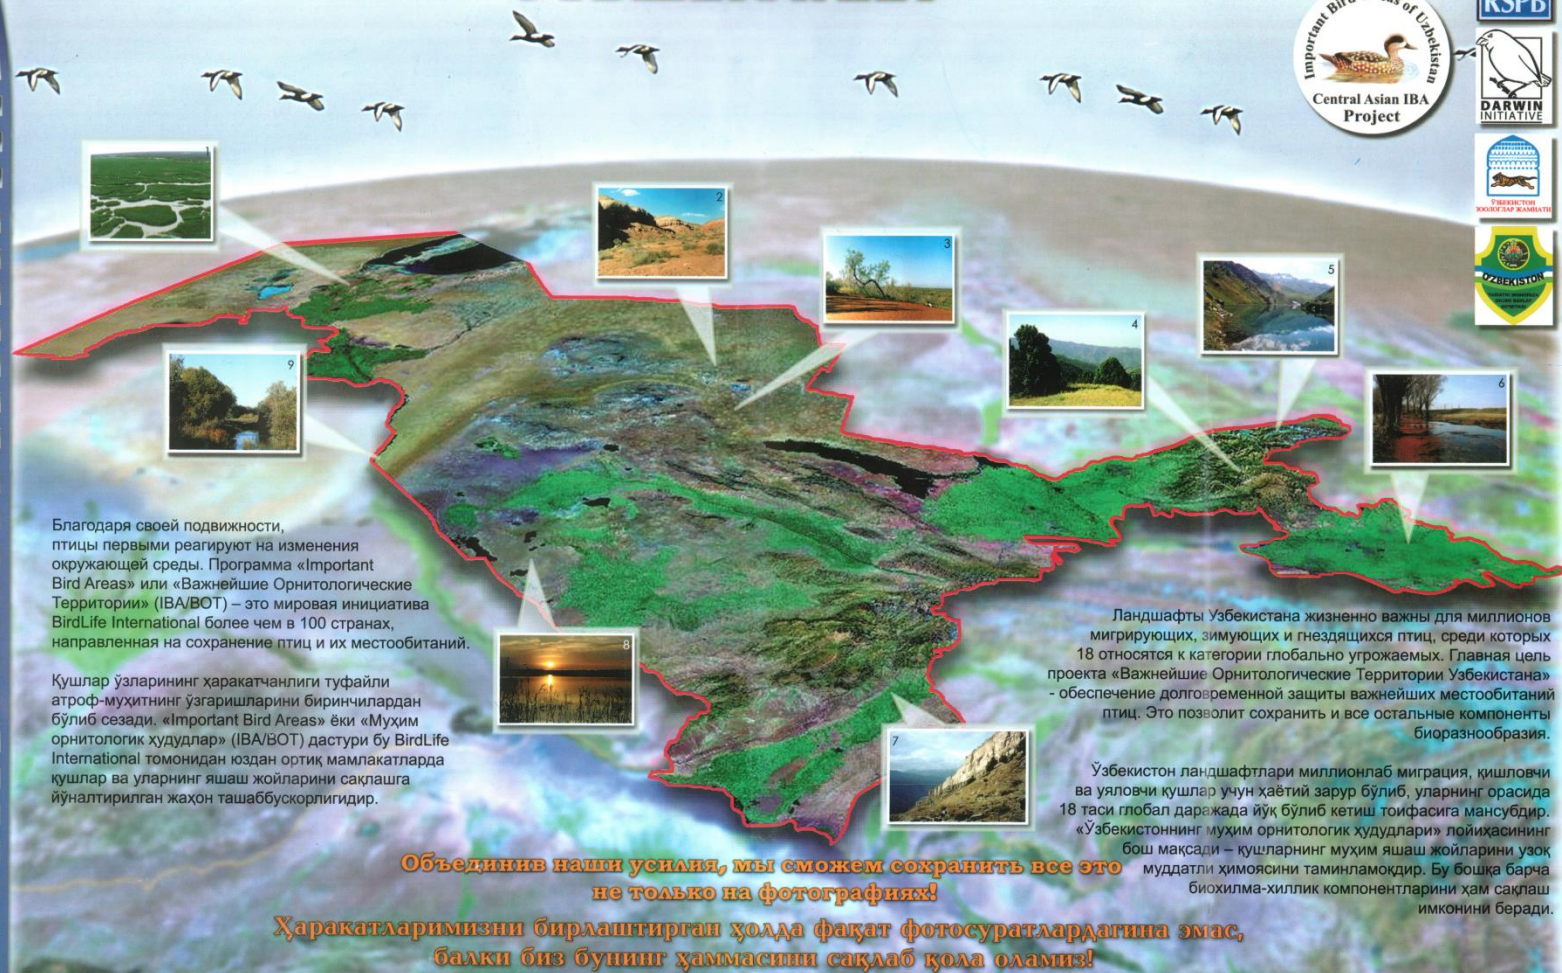 RSPB
Important Bird Areas of Uzbekistan
Central Asian IBA
Project
DARWIN
INITIATIVE
ЎЗБЕКИСТОН
ЗООЛОГЛАР ЖАМИАТИ
O'ZBEKISTON
1
2
3
4
5
6
9
8
7
Благодаря своей подвижности,
птицы первыми реагируют на изменения
окружающей среды. Программа «Important
Bird Areas» или «Важнейшие Орнитологические
Территории» (IBA/ВОТ) – это мировая инициатива
BirdLife International более чем в 100 странах,
направленная на сохранение птиц и их местообитаний.
Қушлар ўзларининг ҳаракатчанлиги туфайли
атроф-муҳитнинг ўзгаришларини биринчилардан
бўлиб сезади. «Important Bird Areas» ёки «Муҳим
орнитологик ҳудудлар» (IBA/ВОТ) дастури бу BirdLife
International томонидан юздан ортиқ мамлакатларда
қушлар ва уларнинг яшаш жойларини сақлашга
йўналтирилган жаҳон ташаббускорлигидир.
Ландшафты Узбекистана жизненно важны для миллионов
мигрирующих, зимующих и гнездящихся птиц, среди которых
18 относятся к категории глобально угрожаемых. Главная цель
проекта «Важнейшие Орнитологические Территории Узбекистана»
- обеспечение долговременной защиты важнейших местообитаний
птиц. Это позволит сохранить и все остальные компоненты
биоразнообразия.
Ўзбекистон ландшафтлари миллионлаб миграция, қишловчи
ва уяловчи қушлар учун ҳаётий зарур бўлиб, уларнинг орасида
18 таси глобал даражада йўқ бўлиб кетиш тоифасига мансубдир.
«Ўзбекистоннинг муҳим орнитологик ҳудудлари» лойиҳасининг
бош мақсади – қушларнинг муҳим яшаш жойларини узоқ
муддатли ҳимоясини таминламоқдир. Бу бошқа барча
биохилма-хиллик компонентларини ҳам сақлаш
имконини беради.
Объединив наши усилия, мы сможем сохранить все это
не только на фотографиях!
Ҳаракатларимизни бирлаштирган ҳолда фақат фотосуратлардагина эмас,
балки биз бунинг ҳаммасини сақлаб қола оламиз!